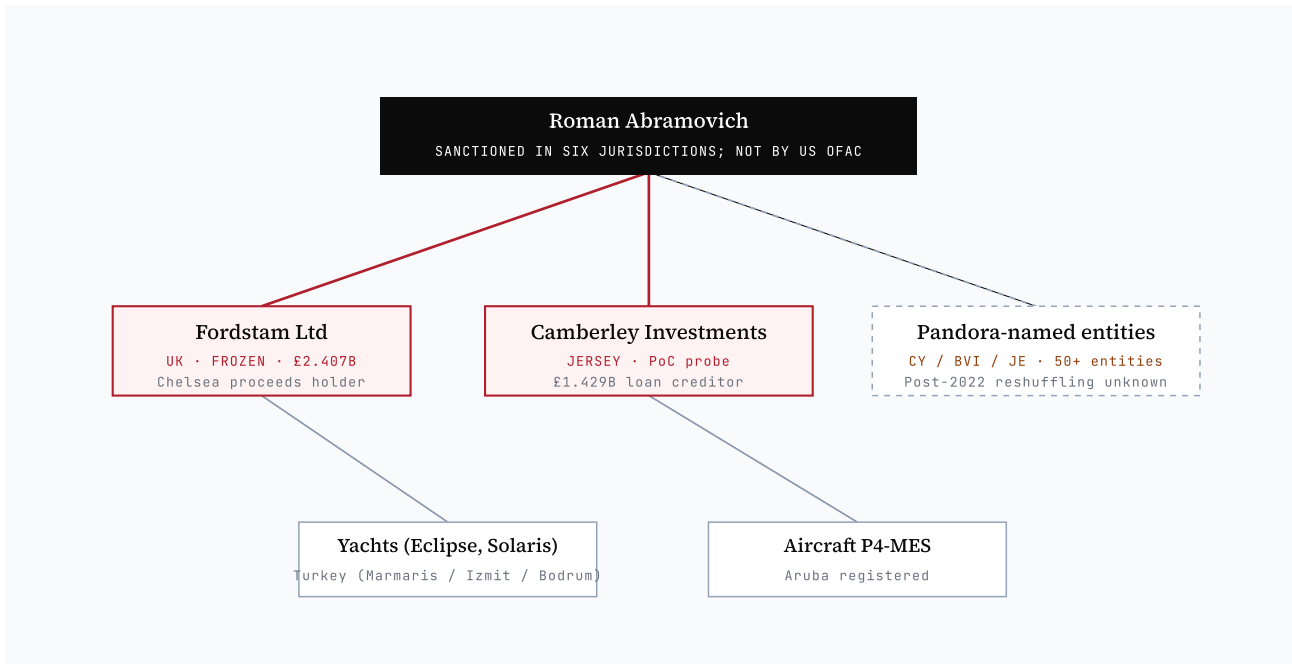 Roman Abramovich
SANCTIONED IN SIX JURISDICTIONS; NOT BY US OFAC
Fordstam Ltd
UK · FROZEN · £2.407B
Chelsea proceeds holder
Camberley Investments
JERSEY · PoC probe
£1.429B loan creditor
Pandora-named entities
CY / BVI / JE · 50+ entities
Post-2022 reshuffling unknown
Yachts (Eclipse, Solaris)
Turkey (Marmaris / Izmit / Bodrum)
Aircraft P4-MES
Aruba registered